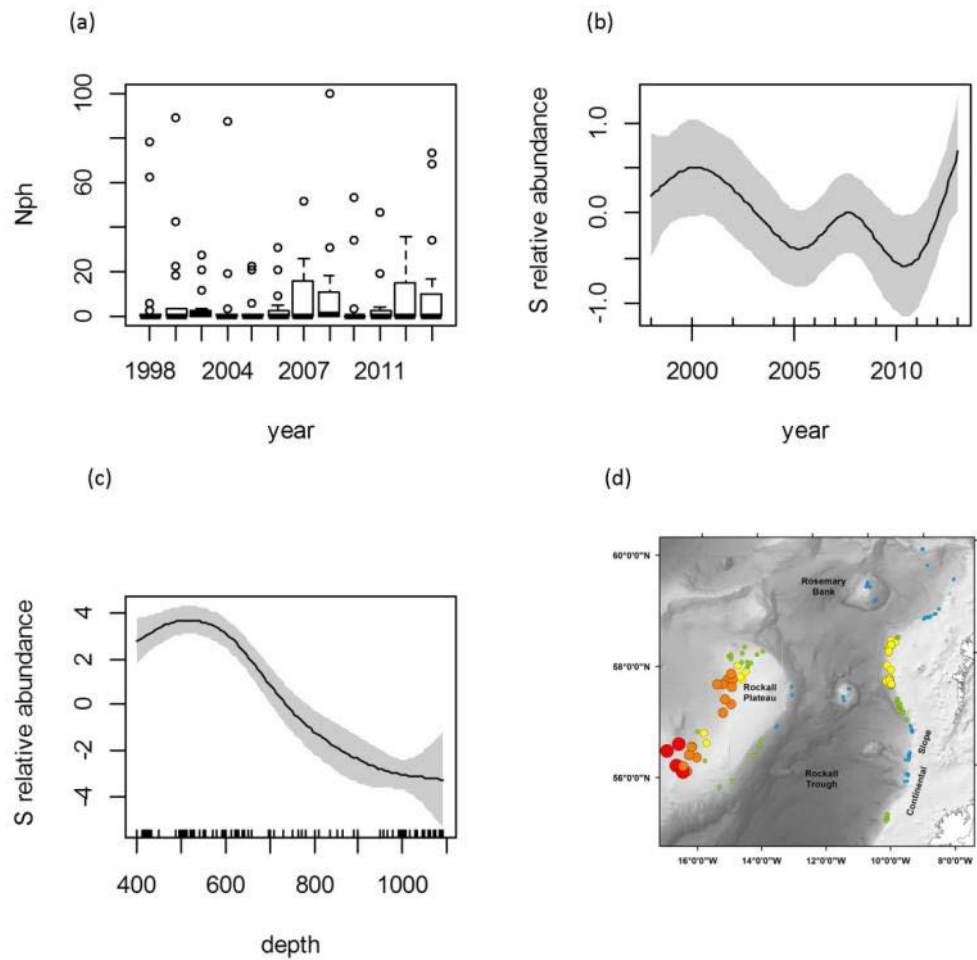 (a)
100
60
20
0
Nph
1998
2004
2007
2011
year
(b)
1.0
0.0
-1.0
S relative abundance
2000
2005
2010
year
(c)
4
2
0
-2
-4
S relative abundance
400
600
800
1000
depth
(d)
60°0'0"N
58°0'0"N
56°0'0"N
Rosemary
Bank
Rockall
Plateau
Rockall
Trough
Continental Slope
16°0'0"W
14°0'0"W
12°0'0"W
10°0'0"W
8°0'0"W